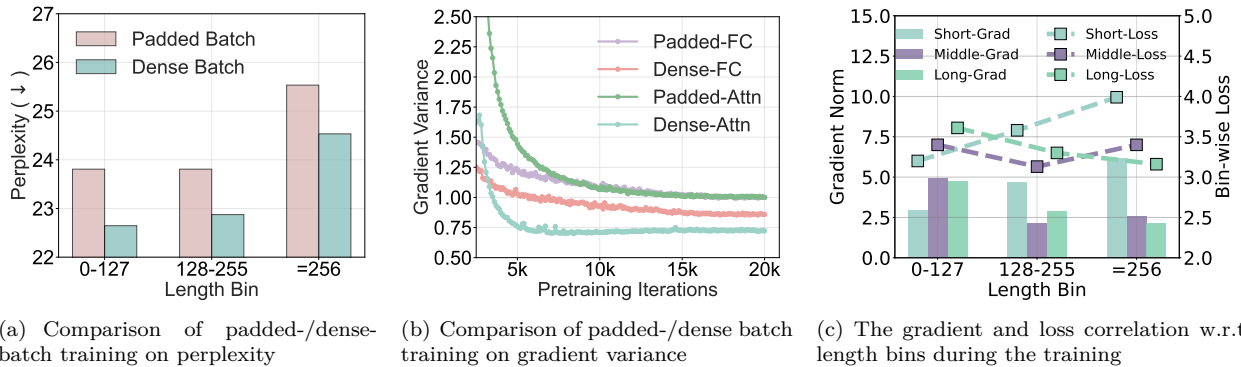 27
26
25
24
23
22
Perplexity ( ↓ )
Padded Batch
Dense Batch
0-127 128-255 =256
Length Bin
2.50
2.25
2.00
1.75
1.50
1.25
1.00
0.75
0.50
Gradient Variance
Padded-FC
Dense-FC
Padded-Attn
Dense-Attn
5k 10k 15k 20k
Pretraining Iterations
15.0
12.5
10.0
7.5
5.0
2.5
0.0
Gradient Norm
Short-Grad Short-Loss
Middle-Grad Middle-Loss
Long-Grad Long-Loss
5.0
4.5
4.0
3.5
3.0
2.5
2.0
Bin-wise Loss
0-127 128-255 =256
Length Bin
(a) Comparison of padded-/dense-
batch training on perplexity
(b) Comparison of padded-/dense batch
training on gradient variance
(c) The gradient and loss correlation w.r.t
length bins during the training